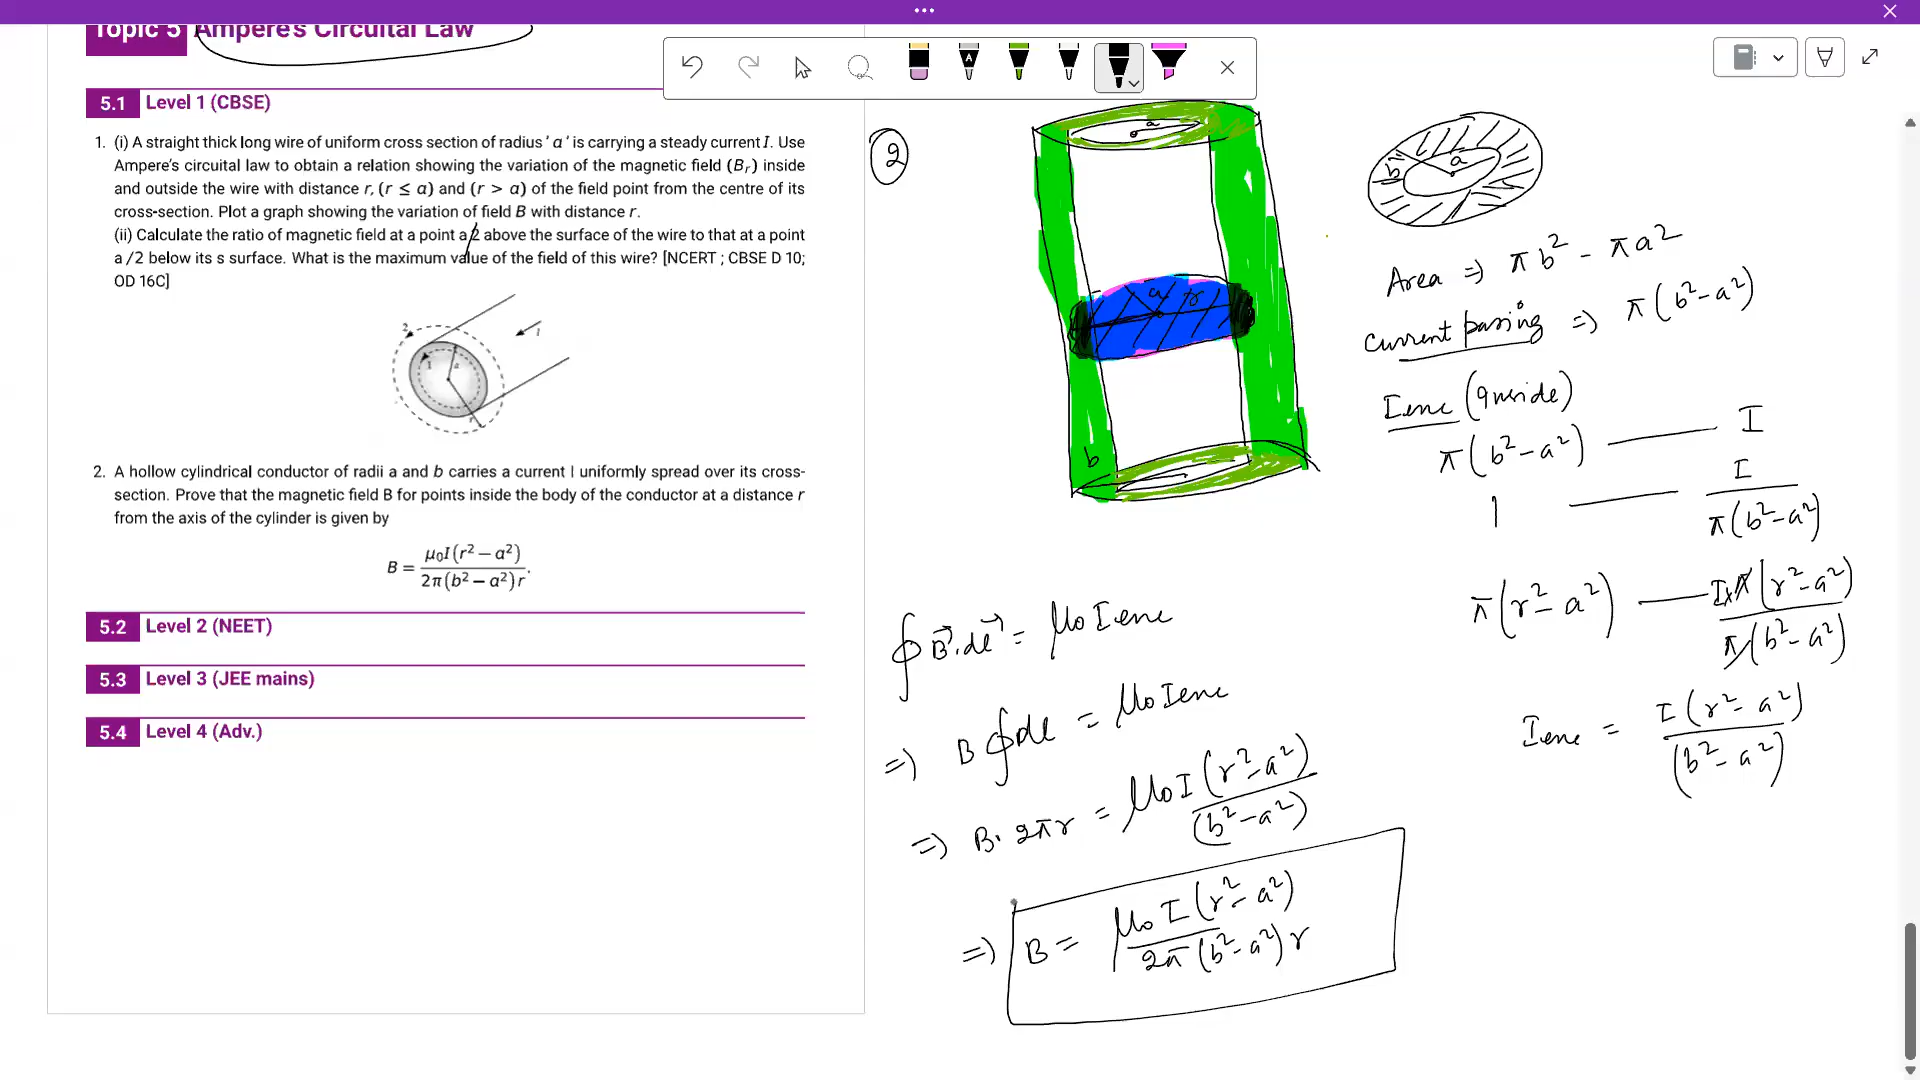 Topic 5 Ampere's Circuital Law
5.1 Level 1 (CBSE)
1. (i) A straight thick long wire of uniform cross section of radius ' a ' is carrying a steady current I. Use
Ampere's circuital law to obtain a relation showing the variation of the magnetic field (Bᵣ) inside
and outside the wire with distance r, (r ≤ a) and (r > a) of the field point from the centre of its
cross-section. Plot a graph showing the variation of field B with distance r.
(ii) Calculate the ratio of magnetic field at a point a/2 above the surface of the wire to that at a point
a/2 below its s surface. What is the maximum value of the field of this wire? [NCERT ; CBSE D 10;
OD 16C]
2
I
1
a
r
2. A hollow cylindrical conductor of radii a and b carries a current I uniformly spread over its cross-
section. Prove that the magnetic field B for points inside the body of the conductor at a distance r
from the axis of the cylinder is given by
B = μ₀I(r² − a²) / 2π(b² − a²)r .
5.2 Level 2 (NEET)
5.3 Level 3 (JEE mains)
5.4 Level 4 (Adv.)
2
a
a r
b
∮B⃗.dl⃗ = μ₀ Ienc
=) B ∮dl = μ₀ Ienc
=) B. 2πr = μ₀I (r²-a²) / (b²-a²)
=) B = μ₀ I (r²-a²) / 2π (b²-a²) r
b a
Area => πb² - πa²
Current passing => π(b²-a²)
Ienc (Inside)
π(b²-a²) — I
1 — I / π(b²-a²)
π(r²-a²) — I×π(r²-a²) / π(b²-a²)
Ienc = I(r²-a²) / (b²-a²)